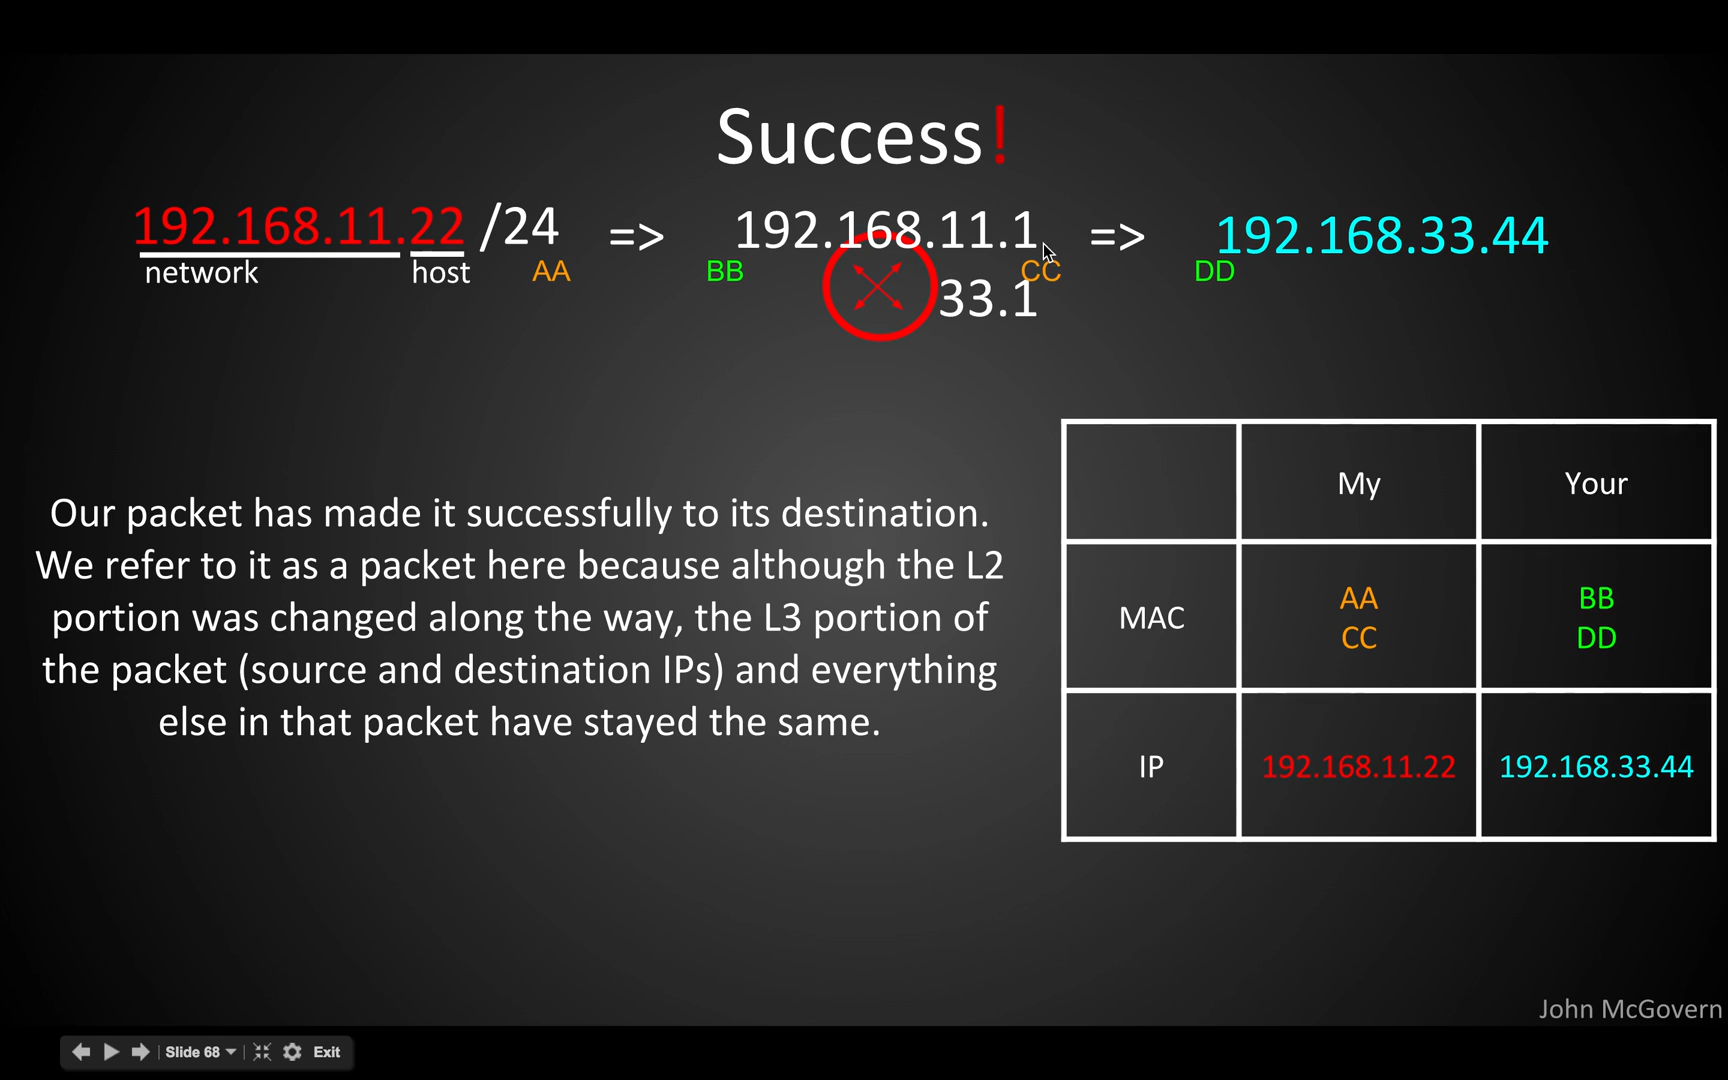 Success!
192.168.11.22 /24 => 192.168.11.1 => 192.168.33.44
network host AA BB CC DD
33.1
Our packet has made it successfully to its destination.
We refer to it as a packet here because although the L2
portion was changed along the way, the L3 portion of
the packet (source and destination IPs) and everything
else in that packet have stayed the same.
My Your
MAC AA BB
CC DD
IP 192.168.11.22 192.168.33.44
John McGovern
Slide 68 Exit